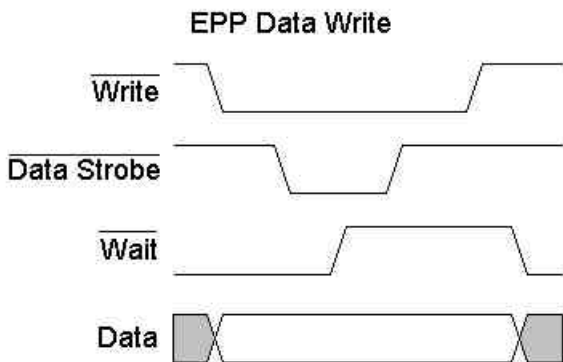 EPP Data Write
Write
Data Strobe
Wait
Data